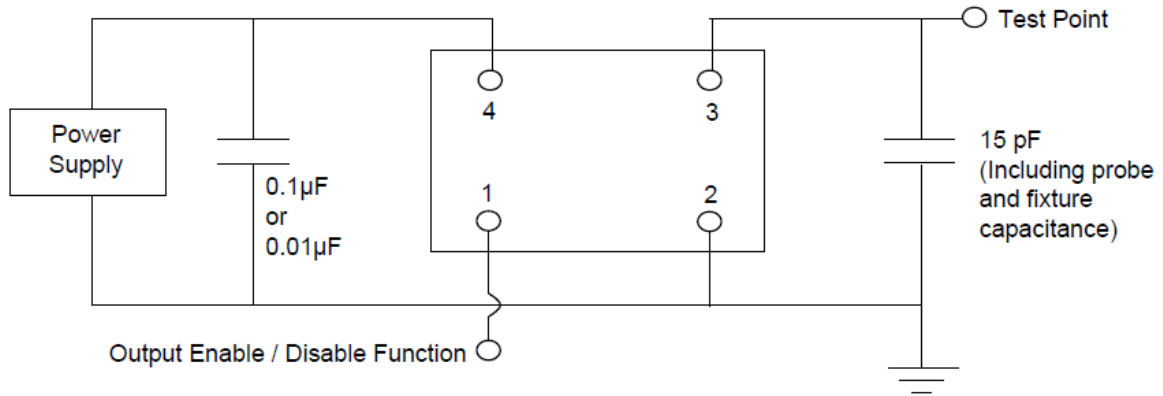 Test Point
4
3
Power
Supply
15 pF
(Including probe
and fixture
capacitance)
0.1µF
or
0.01µF
1
2
Output Enable / Disable Function